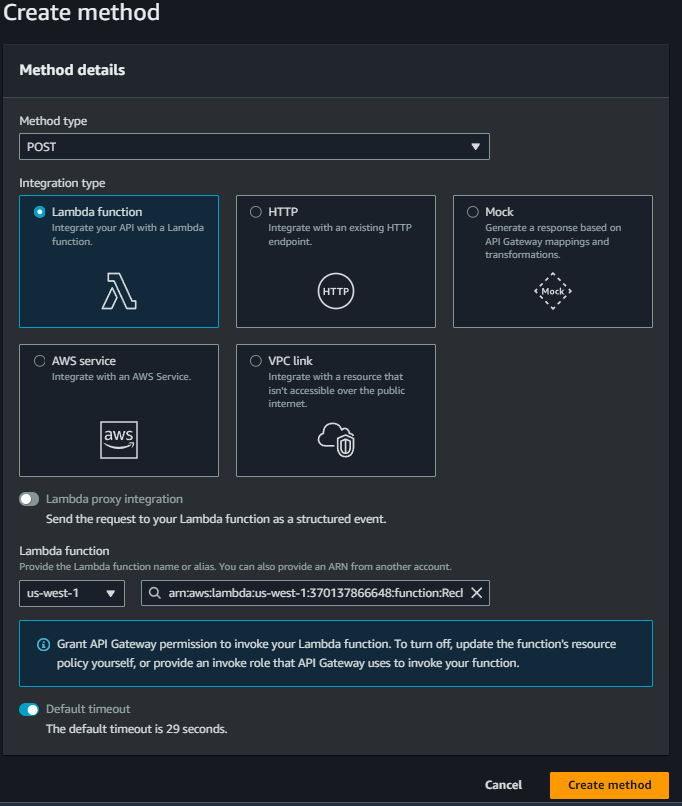 Create method
Method details
Method type
POST
Integration type
Lambda function
Integrate your API with a Lambda
function.
HTTP
Integrate with an existing HTTP
endpoint.
HTTP
Mock
Generate a response based on
API Gateway mappings and
transformations.
Mock
AWS service
Integrate with an AWS Service.
aws
VPC link
Integrate with a resource that
isn't accessible over the public
internet.
Lambda proxy integration
Send the request to your Lambda function as a structured event.
Lambda function
Provide the Lambda function name or alias. You can also provide an ARN from another account.
us-west-1
arn:aws:lambda:us-west-1:370137866648:function:Recl
Grant API Gateway permission to invoke your Lambda function. To turn off, update the function's resource
policy yourself, or provide an invoke role that API Gateway uses to invoke your function.
Default timeout
The default timeout is 29 seconds.
Cancel
Create method